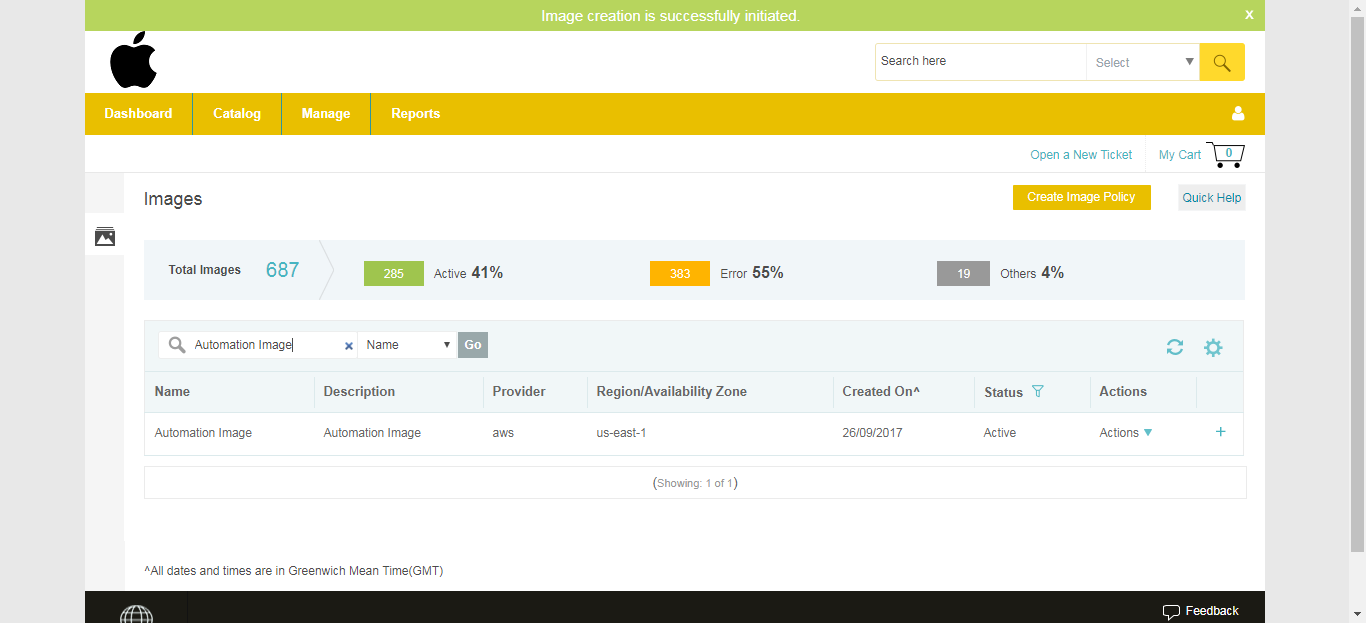 Image creation is successfully initiated. x
Search here Select
Dashboard Catalog Manage Reports
Open a New Ticket My Cart 0
Images Create Image Policy Quick Help
Total Images 687 285 Active 41% 383 Error 55% 19 Others 4%
Automation Image x Name Go
Name Description Provider Region/Availability Zone Created On^ Status Actions
Automation Image Automation Image aws us-east-1 26/09/2017 Active Actions +
(Showing: 1 of 1)
^All dates and times are in Greenwich Mean Time(GMT)
Feedback